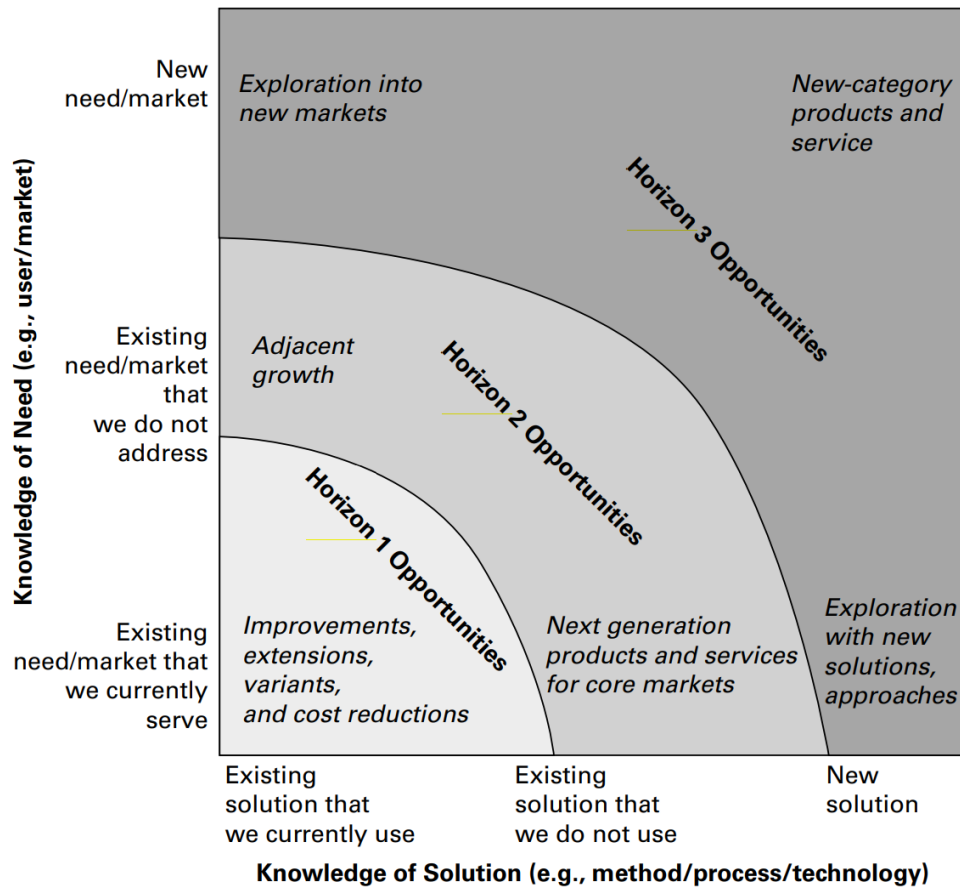 New
need/market
Exploration into
new markets
New-category
products and
service
Horizon 3 Opportunities
Knowledge of Need (e.g., user/market)
Existing
need/market
that
we do not
address
Adjacent
growth
Horizon 2 Opportunities
Horizon 1 Opportunities
Existing
need/market that
we currently
serve
Improvements,
extensions,
variants,
and cost reductions
Next generation
products and services
for core markets
Exploration
with new
solutions,
approaches
Existing
solution that
we currently use
Existing
solution that
we do not use
New
solution
Knowledge of Solution (e.g., method/process/technology)